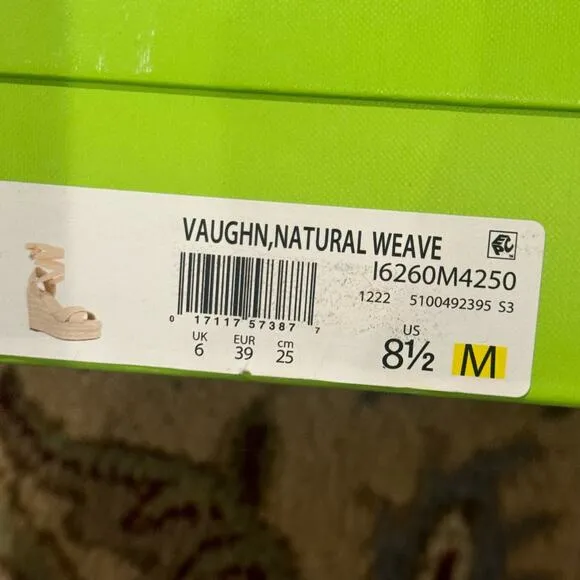 VAUGHN,NATURAL WEAVE
I6260M4250
1222 5100492395 S3
0 17117 57387 7
UK EUR cm US
6 39 25 8½ M